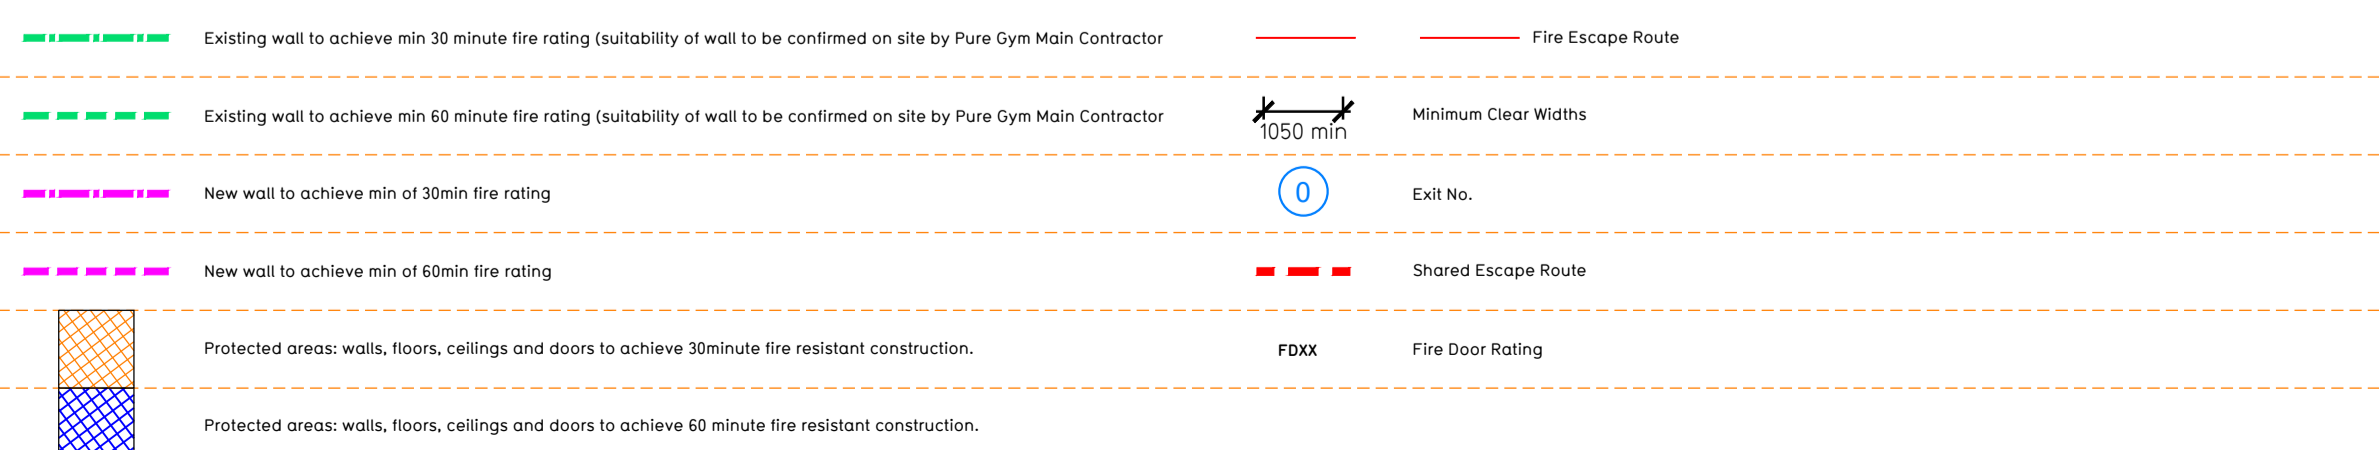 Existing wall to achieve min 30 minute fire rating (suitability of wall to be confirmed on site by Pure Gym Main Contractor
Fire Escape Route
Existing wall to achieve min 60 minute fire rating (suitability of wall to be confirmed on site by Pure Gym Main Contractor
1050 min
Minimum Clear Widths
New wall to achieve min of 30min fire rating
0
Exit No.
New wall to achieve min of 60min fire rating
Shared Escape Route
Protected areas: walls, floors, ceilings and doors to achieve 30minute fire resistant construction.
FDXX
Fire Door Rating
Protected areas: walls, floors, ceilings and doors to achieve 60 minute fire resistant construction.